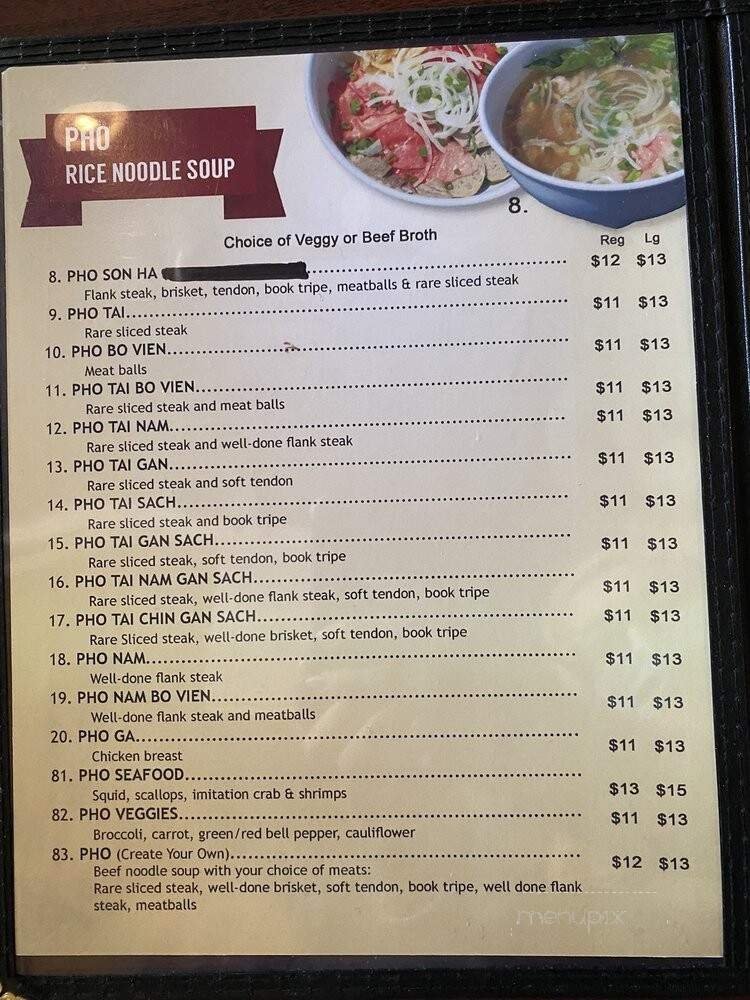 PHO
RICE NOODLE SOUP
8.
Choice of Veggy or Beef Broth
Reg Lg
8. PHO SON HA $12 $13
Flank steak, brisket, tendon, book tripe, meatballs & rare sliced steak
9. PHO TAI $11 $13
Rare sliced steak
10. PHO BO VIEN $11 $13
Meat balls
11. PHO TAI BO VIEN $11 $13
Rare sliced steak and meat balls
12. PHO TAI NAM $11 $13
Rare sliced steak and well-done flank steak
13. PHO TAI GAN $11 $13
Rare sliced steak and soft tendon
14. PHO TAI SACH $11 $13
Rare sliced steak and book tripe
15. PHO TAI GAN SACH $11 $13
Rare sliced steak, soft tendon, book tripe
16. PHO TAI NAM GAN SACH $11 $13
Rare sliced steak, well-done flank steak, soft tendon, book tripe
17. PHO TAI CHIN GAN SACH $11 $13
Rare Sliced steak, well-done brisket, soft tendon, book tripe
18. PHO NAM $11 $13
Well-done flank steak
19. PHO NAM BO VIEN $11 $13
Well-done flank steak and meatballs
20. PHO GA $11 $13
Chicken breast
81. PHO SEAFOOD $13 $15
Squid, scallops, imitation crab & shrimps
82. PHO VEGGIES $11 $13
Broccoli, carrot, green/red bell pepper, cauliflower
83. PHO (Create Your Own) $12 $13
Beef noodle soup with your choice of meats:
Rare sliced steak, well-done brisket, soft tendon, book tripe, well done flank
steak, meatballs
menupix